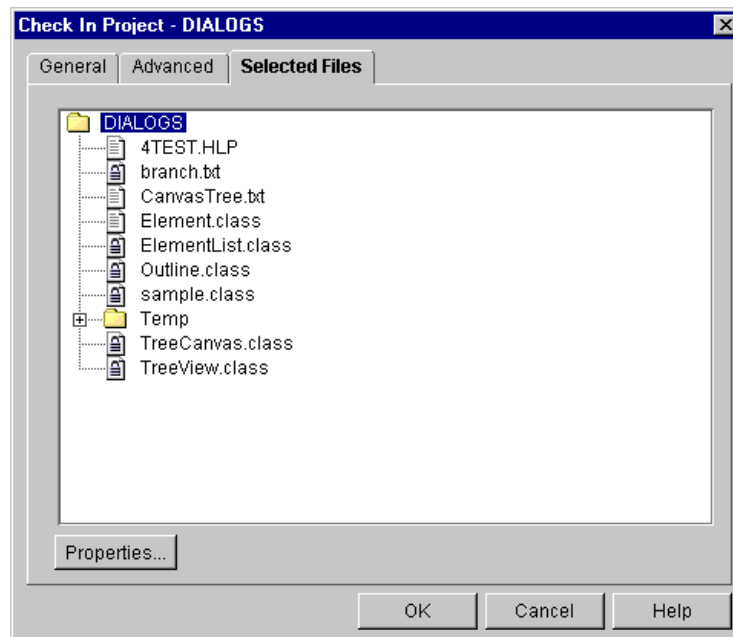 Check In Project - DIALOGS
General Advanced Selected Files
DIALOGS
4TEST.HLP
branch.txt
CanvasTree.txt
Element.class
ElementList.class
Outline.class
sample.class
Temp
TreeCanvas.class
TreeView.class
Properties...
OK Cancel Help